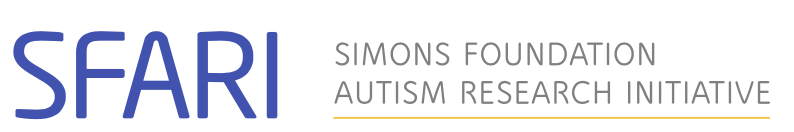 SFARI
SIMONS FOUNDATION
AUTISM RESEARCH INITIATIVE